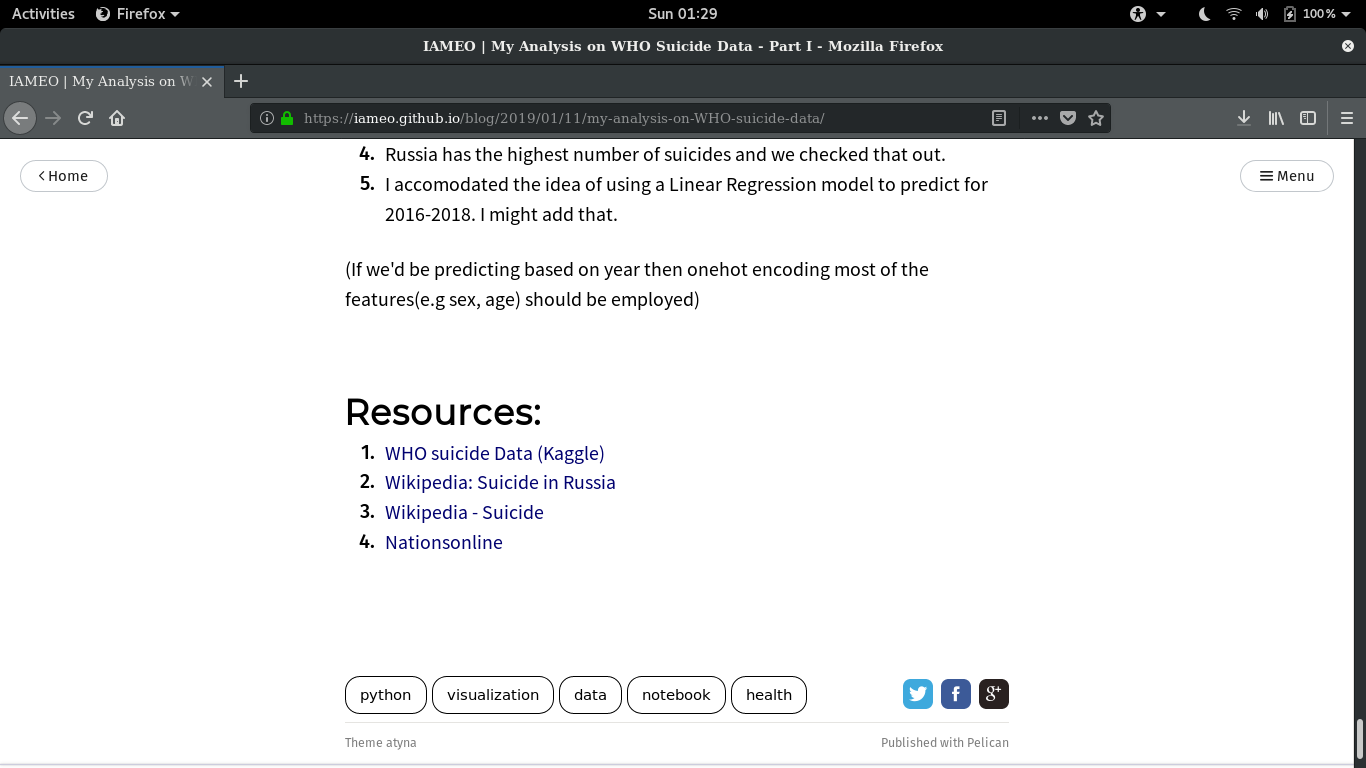 Activities Firefox Sun 01:29 100%
IAMEO | My Analysis on WHO Suicide Data - Part I - Mozilla Firefox
IAMEO | My Analysis on W
https://iameo.github.io/blog/2019/01/11/my-analysis-on-WHO-suicide-data/
Home
Menu
4. Russia has the highest number of suicides and we checked that out.
5. I accomodated the idea of using a Linear Regression model to predict for
2016-2018. I might add that.
(If we'd be predicting based on year then onehot encoding most of the
features(e.g sex, age) should be employed)
Resources:
1. WHO suicide Data (Kaggle)
2. Wikipedia: Suicide in Russia
3. Wikipedia - Suicide
4. Nationsonline
python visualization data notebook health
Theme atyna Published with Pelican